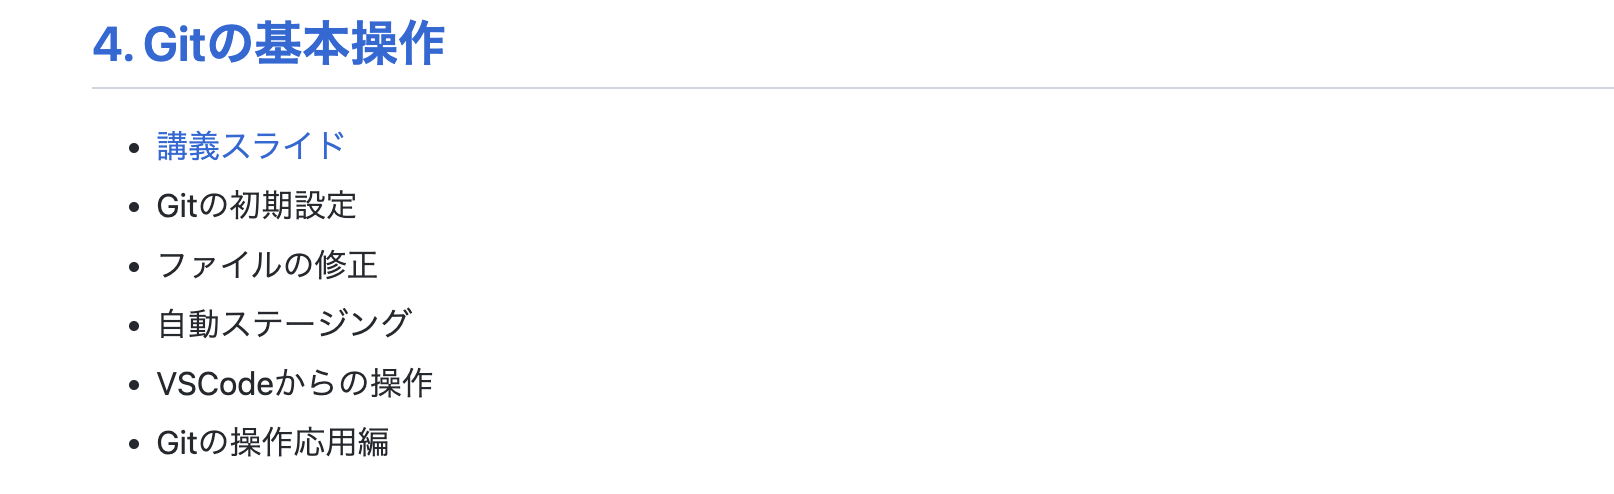 4. Gitの基本操作
• 講義スライド
• Gitの初期設定
• ファイルの修正
• 自動ステージング
• VSCodeからの操作
• Gitの操作応用編